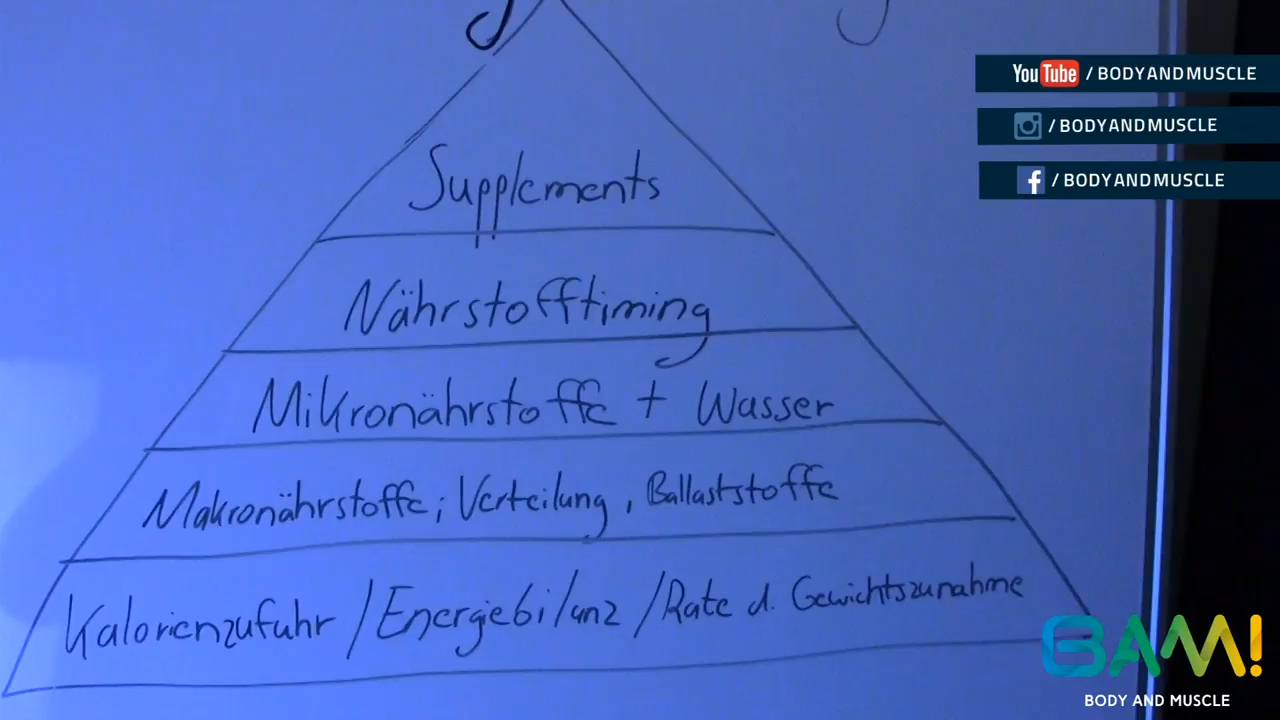 YouTube / BODYANDMUSCLE
/ BODYANDMUSCLE
f / BODYANDMUSCLE
Supplements
Nährstofftiming
Mikronährstoffe + Wasser
Makronährstoffe; Verteilung, Ballaststoffe
Kalorienzufuhr / Energiebilanz / Rate d. Gewichtszunahme
BAM!
BODY AND MUSCLE